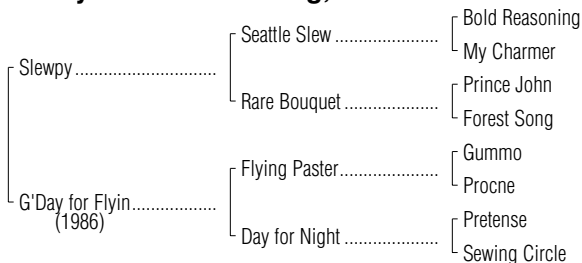 Bold Reasoning
Seattle Slew ........................
My Charmer
Slewpy ................................
Prince John
Rare Bouquet ......................
Forest Song
Gummo
Flying Paster......................
Procne
G'Day for Flyin...................
(1986)
Pretense
Day for Night ......................
Sewing Circle